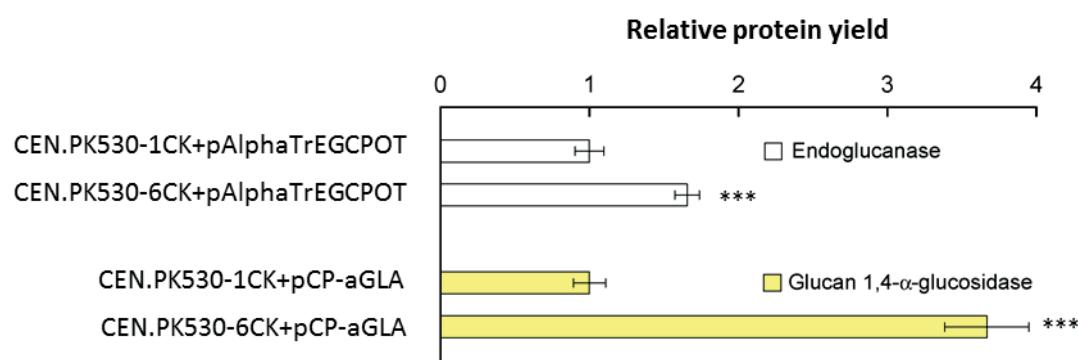 Relative protein yield
0 1 2 3 4
CEN.PK530-1CK+pAlphaTrEGCPOT
Endoglucanase
CEN.PK530-6CK+pAlphaTrEGCPOT
***
CEN.PK530-1CK+pCP-aGLA
Glucan 1,4-α-glucosidase
CEN.PK530-6CK+pCP-aGLA
***